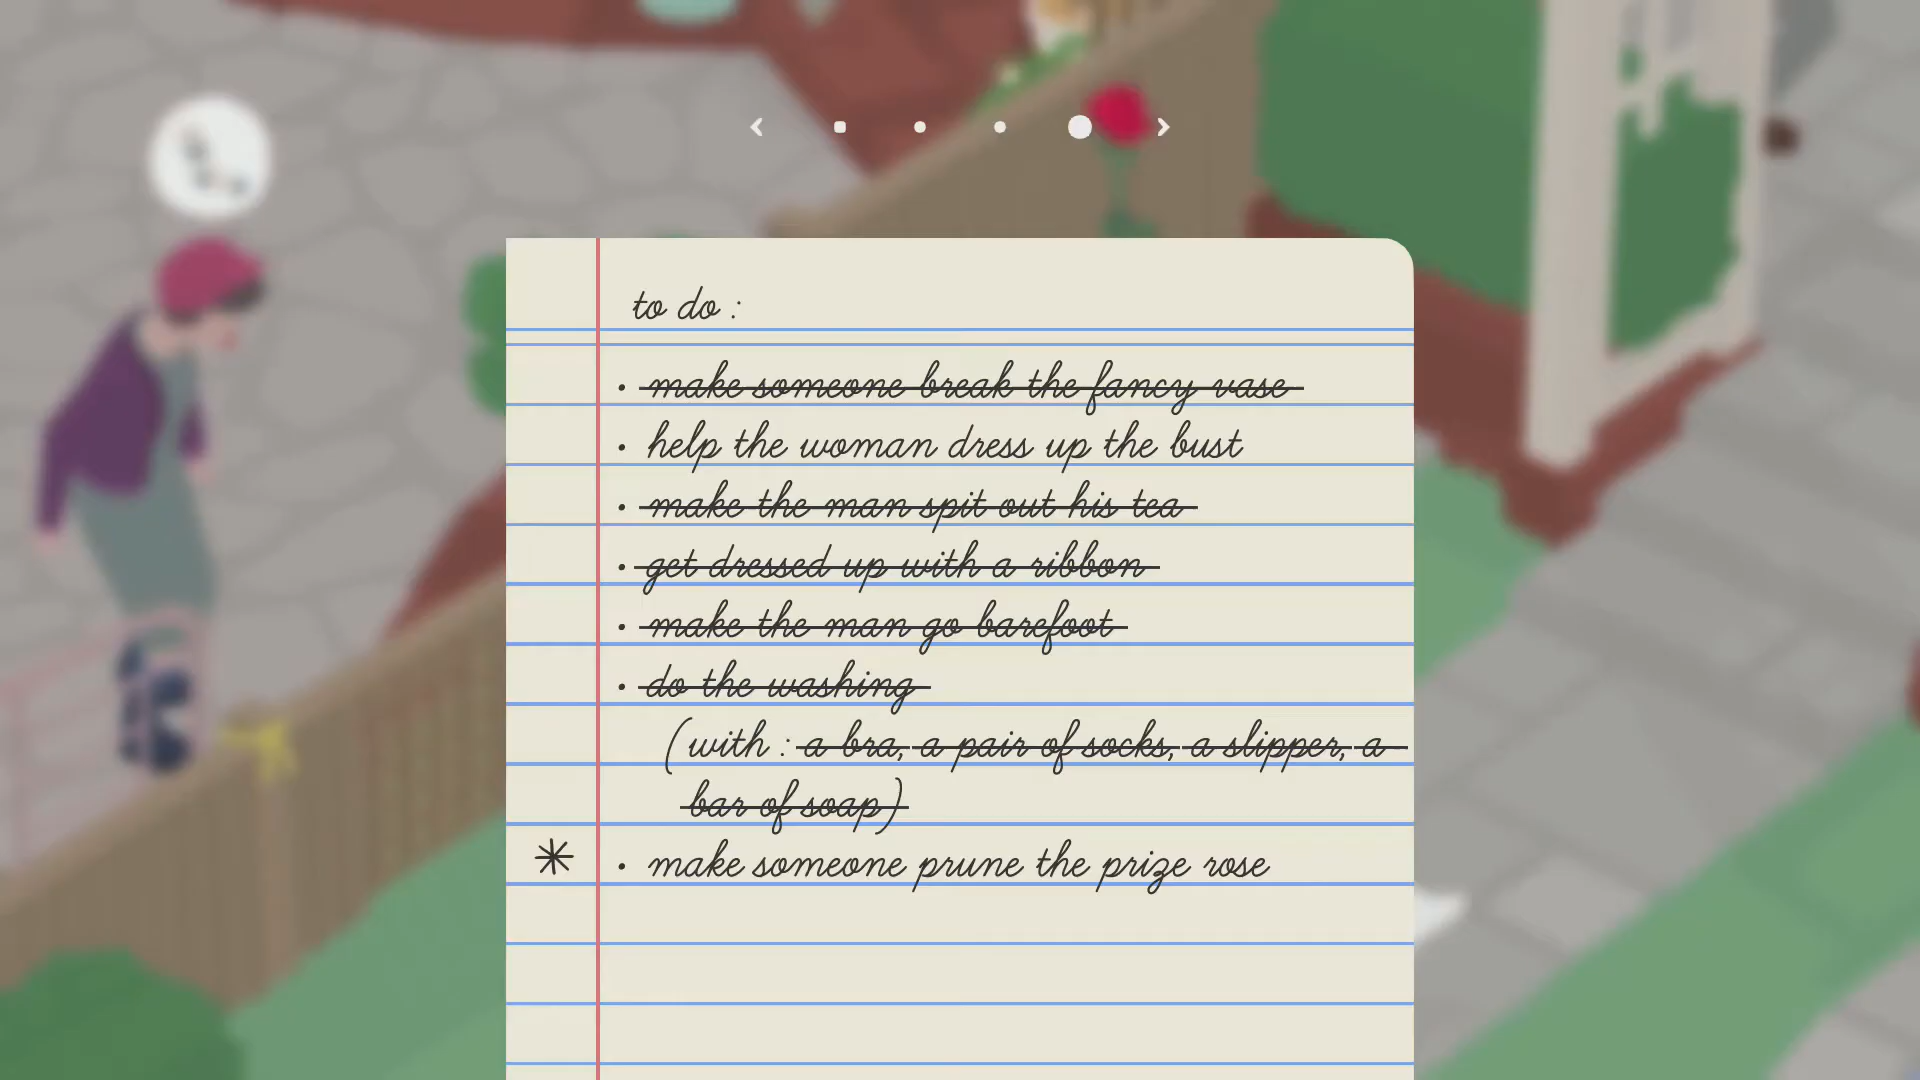 to do :
• make someone break the fancy vase
• help the woman dress up the bust
• make the man spit out his tea
• get dressed up with a ribbon
• make the man go barefoot
• do the washing
(with : a bra, a pair of socks, a slipper, a
bar of soap)
* • make someone prune the prize rose